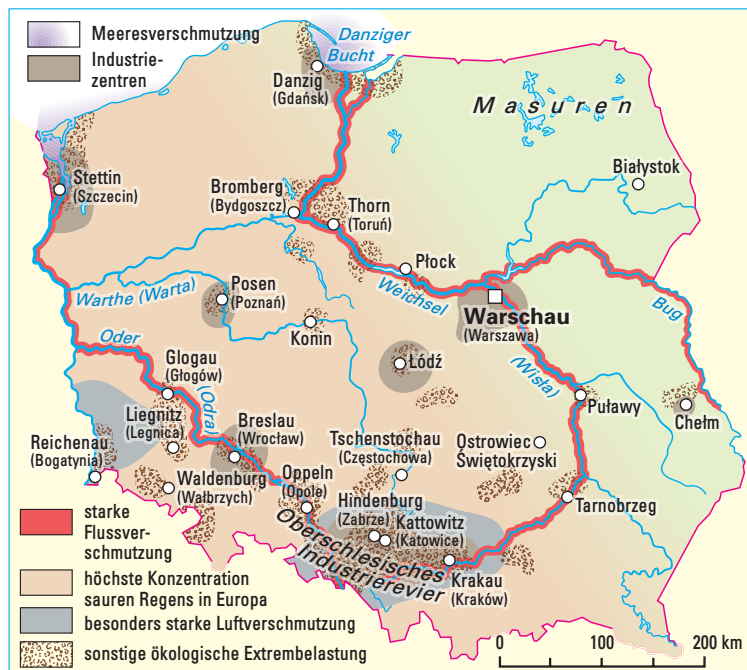 Meeresverschmutzung
Industrie-
zentren
Danziger
Bucht
Danzig
(Gdańsk)
Masuren
Stettin
(Szczecin)
Bromberg
(Bydgoszcz)
Thorn
(Toruń)
Białystok
Płock
Weichsel
Warthe (Warta)
Posen
(Poznań)
Konin
Warschau
(Warszawa)
Bug
Oder
Glogau
(Głogów)
(Odra)
Łódź
(Wisła)
Puławy
Chełm
Liegnitz
(Legnica)
Breslau
(Wrocław)
Reichenau
(Bogatynia)
Waldenburg
(Wałbrzych)
Oppeln
(Opole)
Tschenstochau
(Częstochowa)
Ostrowiec
Świętokrzyski
Hindenburg
(Zabrze)
Kattowitz
(Katowice)
Tarnobrzeg
Oberschlesisches
Industrierevier
Krakau
(Kraków)
starke
Flussver-
schmutzung
höchste Konzentration
sauren Regens in Europa
besonders starke Luftverschmutzung
sonstige ökologische Extrembelastung
0 100 200 km